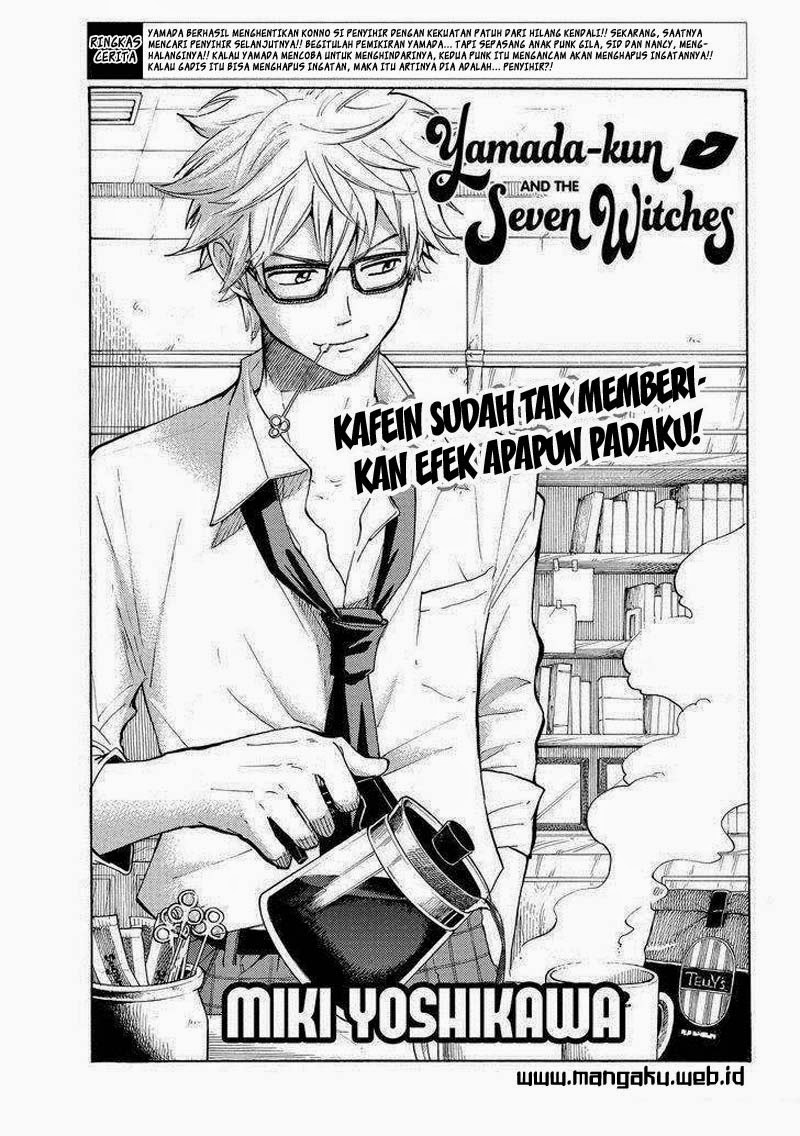 RINGKAS CERITA
YAMADA BERHASIL MENGHENTIKAN KONNO SI PENYIHIR DENGAN KEKUATAN PATUH DARI HILANG KENDALI!! SEKARANG, SAATNYA
MENCARI PENYIHIR SELANJUTNYA!! BEGITULAH PEMIKIRAN YAMADA... TAPI SEPASANG ANAK PUNK GILA, SID DAN NANCY, MENG-
HALANGINYA!! KALAU YAMADA MENCOBA UNTUK MENGHINDARINYA, KEDUA PUNK ITU MENGANCAM AKAN MENGHAPUS INGATANNYA!!
KALAU GADIS ITU BISA MENGHAPUS INGATAN, MAKA ITU ARTINYA DIA ADALAH... PENYIHIR?!
Yamada-kun
AND THE
Seven Witches
KAFEIN SUDAH TAK MEMBERI-
KAN EFEK APAPUN PADAKU!
TELLY'S
MIKI YOSHIKAWA
www.mangaku.web.id